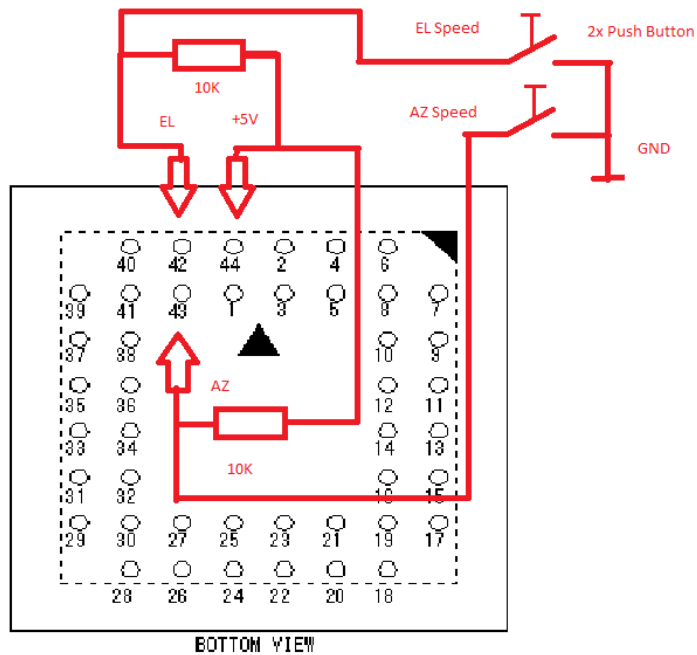 EL Speed 2x Push Button
10K
EL +5V
AZ Speed
GND
40 42 44 2 4 6
39 41 43 1 3 5 8 7
37 38 10 9
AZ
35 36 12 11
33 34 14 13
10K
31 32 16 15
29 30 27 25 23 21 19 17
28 26 24 22 20 18
BOTTOM VIEW